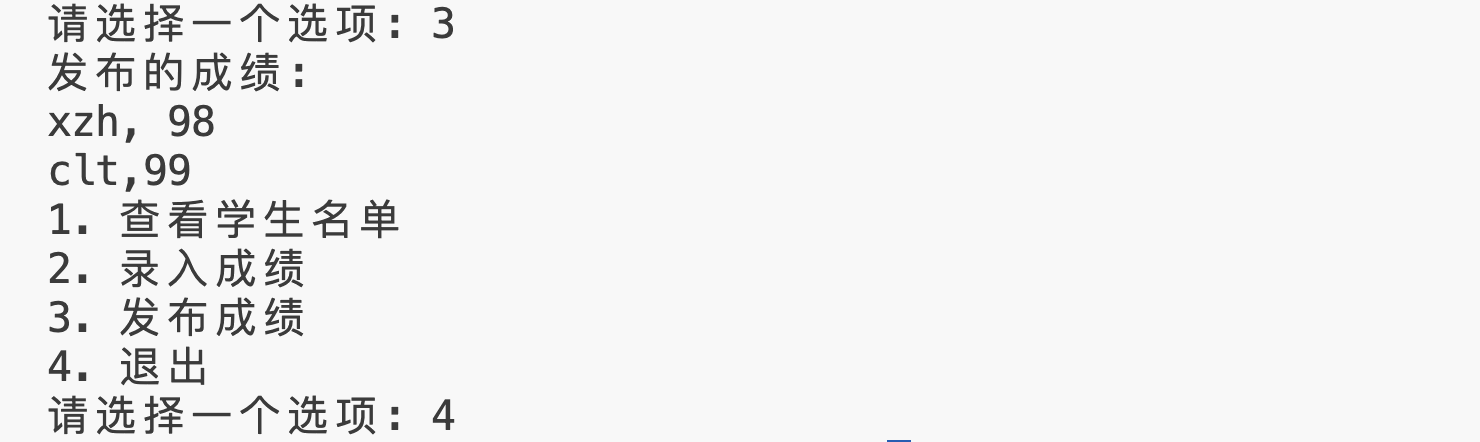 请选择一个选项: 3
发布的成绩:
xzh, 98
clt,99
1. 查看学生名单
2. 录入成绩
3. 发布成绩
4. 退出
请选择一个选项: 4